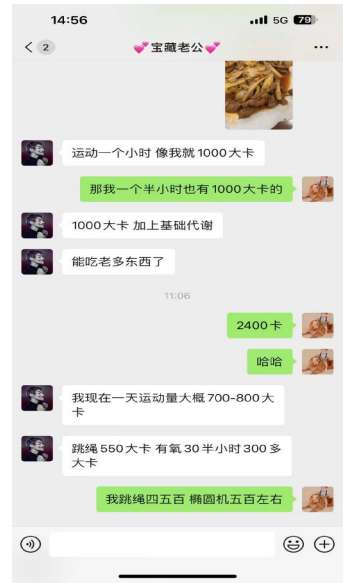 14:56
5G 79
2
💕宝藏老公💕
运动一个小时 像我就1000大卡
那我一个半小时也有1000大卡的
1000大卡 加上基础代谢
能吃老多东西了
11:06
2400卡
哈哈
我现在一天运动量大概700-800大
卡
跳绳550大卡 有氧30半小时300多
大卡
我跳绳四五百 椭圆机五百左右